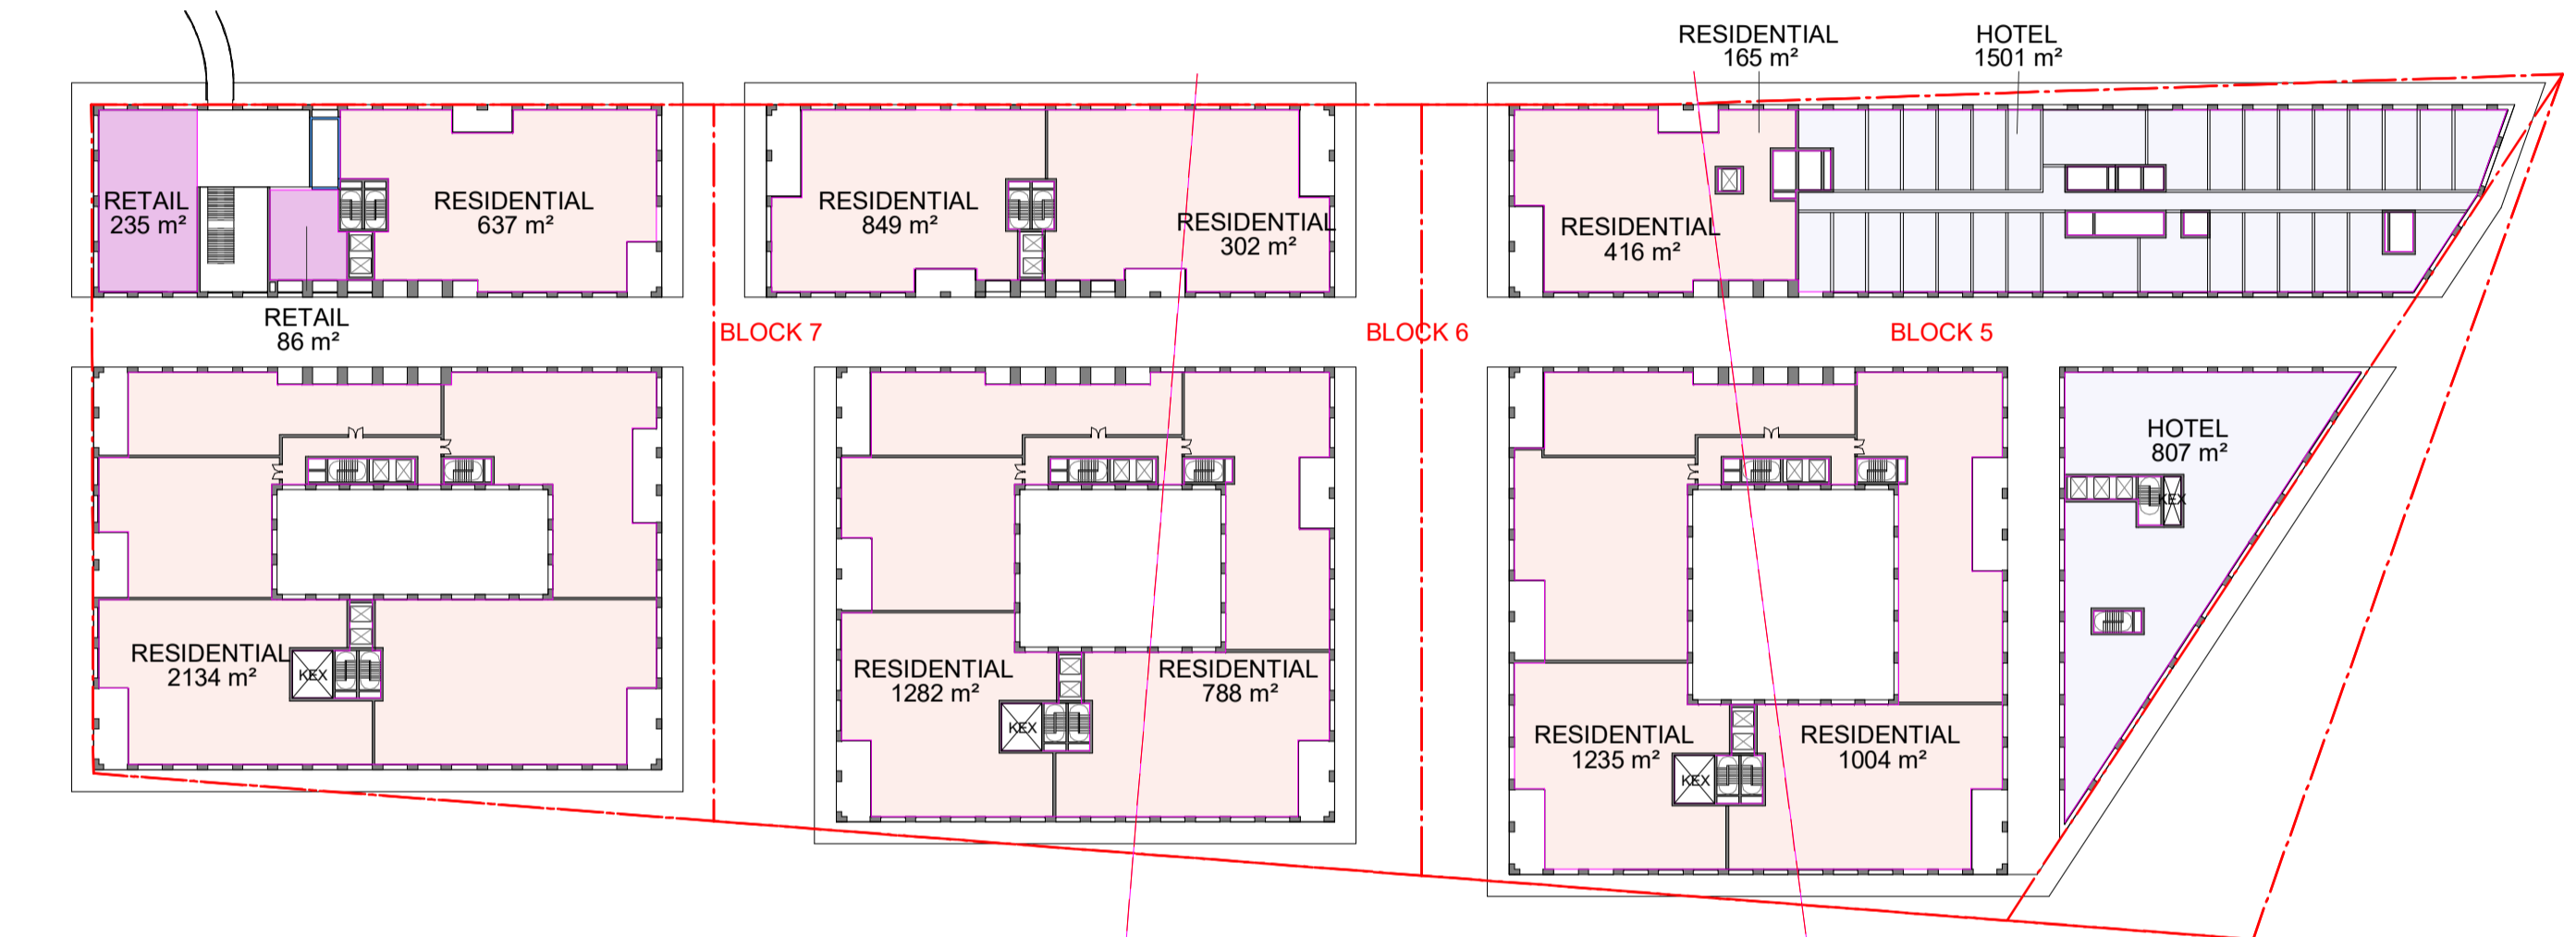 RESIDENTIAL
165 m²
HOTEL
1501 m²
RETAIL
235 m²
RESIDENTIAL
637 m²
RESIDENTIAL
849 m²
RESIDENTIAL
302 m²
RESIDENTIAL
416 m²
RETAIL
86 m²
BLOCK 7
BLOCK 6
BLOCK 5
HOTEL
807 m²
KEX
RESIDENTIAL
2134 m²
KEX
RESIDENTIAL
1282 m²
RESIDENTIAL
788 m²
KEX
RESIDENTIAL
1235 m²
RESIDENTIAL
1004 m²
KEX